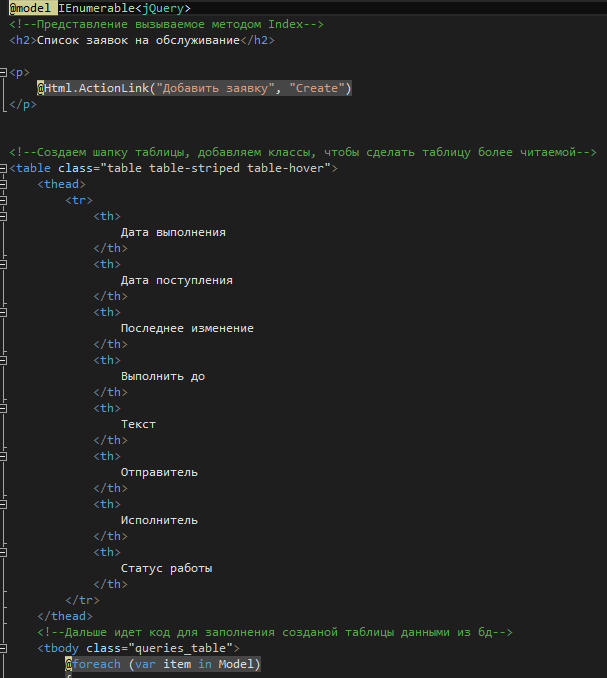 @model IEnumerable<jQuery>
<!--Представление вызываемое методом Index-->
<h2>Список заявок на обслуживание</h2>
<p>
@Html.ActionLink("Добавить заявку", "Create")
</p>
<!--Создаем шапку таблицы, добавляем классы, чтобы сделать таблицу более читаемой-->
<table class="table table-striped table-hover">
<thead>
<tr>
<th>
Дата выполнения
</th>
<th>
Дата поступления
</th>
<th>
Последнее изменение
</th>
<th>
Выполнить до
</th>
<th>
Текст
</th>
<th>
Отправитель
</th>
<th>
Исполнитель
</th>
<th>
Статус работы
</th>
</tr>
</thead>
<!--Дальше идет код для заполнения созданой таблицы данными из бд-->
<tbody class="queries_table">
@foreach (var item in Model)